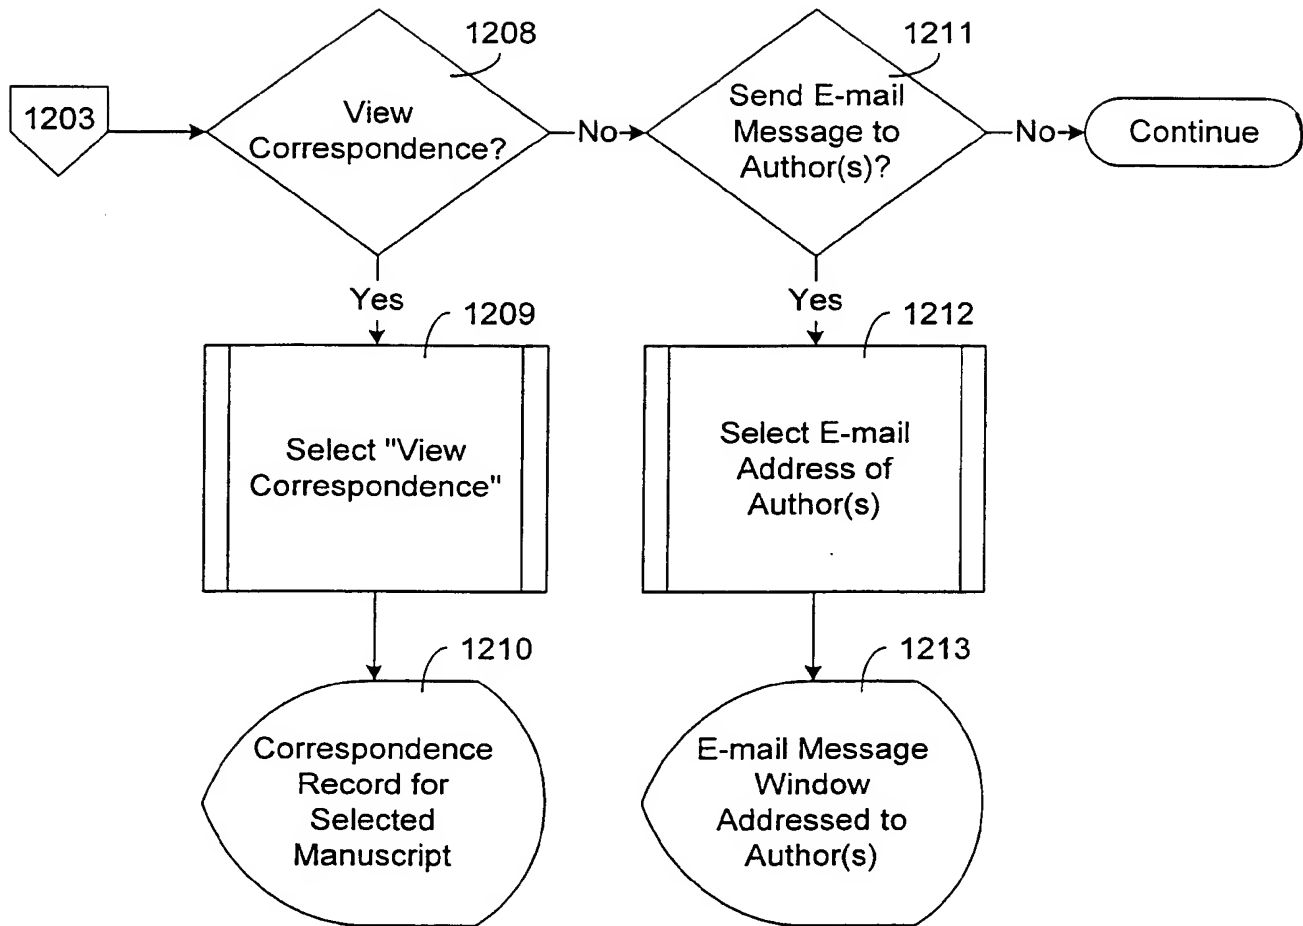 1208
1211
1203
View
Correspondence?
No
Send E-mail
Message to
Author(s)?
No
Continue
Yes
Yes
1209
1212
Select "View
Correspondence"
Select E-mail
Address of
Author(s)
1210
1213
Correspondence
Record for
Selected
Manuscript
E-mail Message
Window
Addressed to
Author(s)